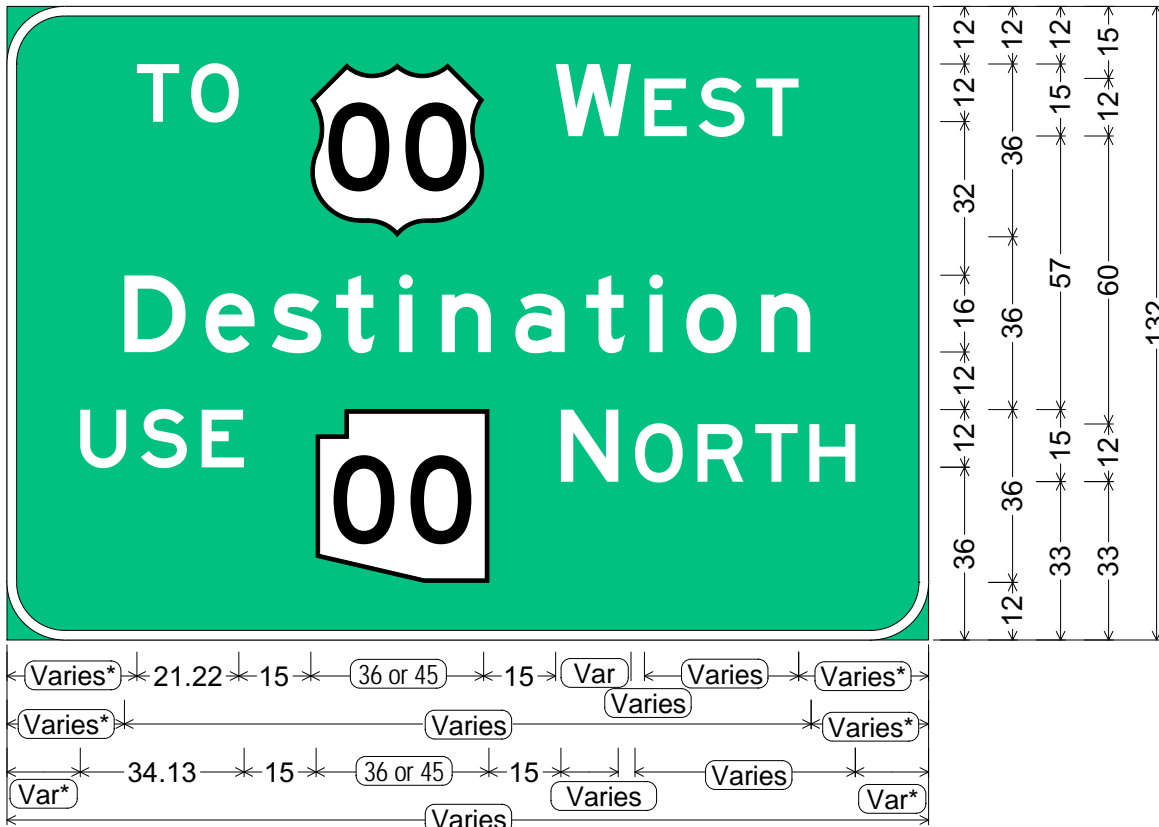 TO 00 WEST
Destination
USE 00 NORTH
12 12 12 15
12 36 15 12
32 36 57 60 132
16
12
12 36 15 12
36 12 33 33
Varies* 21.22 15 36 or 45 15 Var Varies Varies*
Varies
Varies* Varies Varies*
34.13 15 36 or 45 15 Varies
Var* Varies Var*
Varies